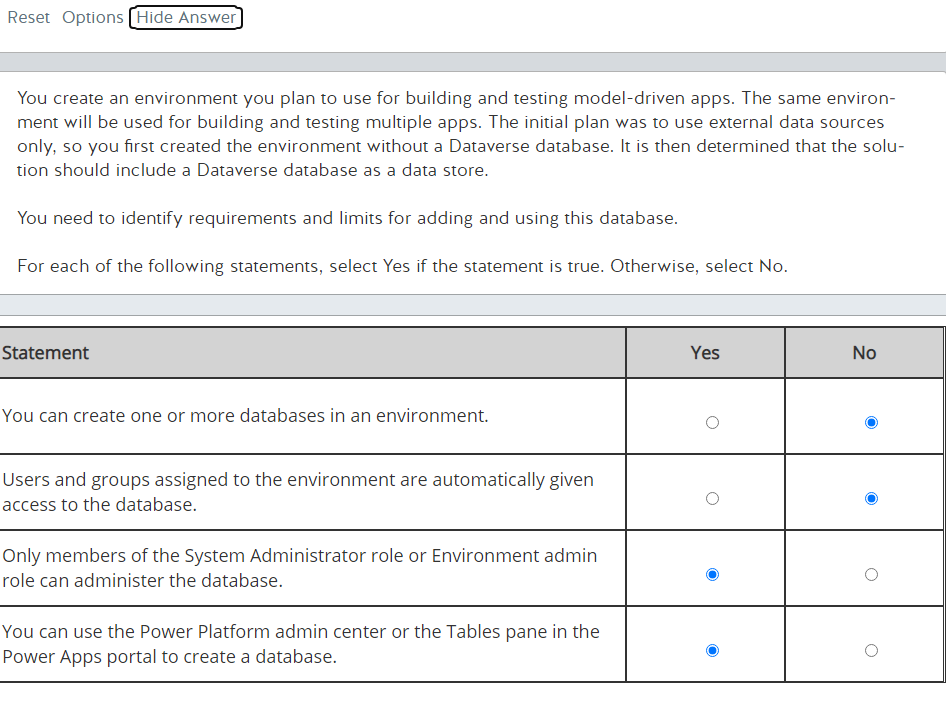 Reset Options Hide Answer
You create an environment you plan to use for building and testing model-driven apps. The same environ-
ment will be used for building and testing multiple apps. The initial plan was to use external data sources
only, so you first created the environment without a Dataverse database. It is then determined that the solu-
tion should include a Dataverse database as a data store.
You need to identify requirements and limits for adding and using this database.
For each of the following statements, select Yes if the statement is true. Otherwise, select No.
Statement Yes No
You can create one or more databases in an environment.
Users and groups assigned to the environment are automatically given
access to the database.
Only members of the System Administrator role or Environment admin
role can administer the database.
You can use the Power Platform admin center or the Tables pane in the
Power Apps portal to create a database.